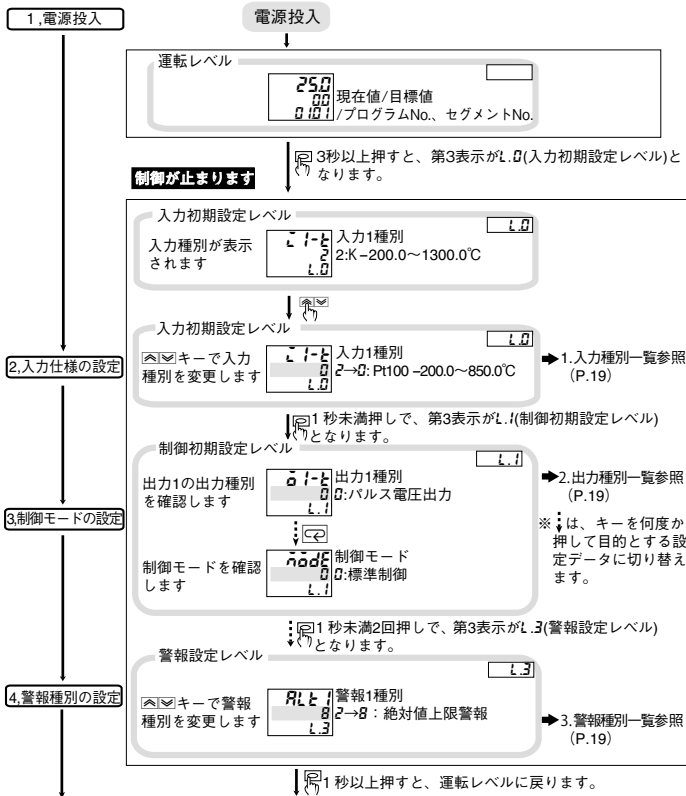 1,電源投入
電源投入
運転レベル
25.0
0.0
0101
現在値/目標値
/プログラムNo.、セグメントNo.
3秒以上押すと、第3表示がL.0(入力初期設定レベル)と
なります。
制御が止まります
入力初期設定レベル
L.0
入力種別が表示
されます
i1-t
2
L.0
入力1種別
2:K −200.0〜1300.0℃
入力初期設定レベル
L.0
2,入力仕様の設定
キーで入力
種別を変更します
i1-t
0
L.0
入力1種別
2→0: Pt100 −200.0〜850.0℃
1.入力種別一覧参照
(P.19)
1 秒未満押しで、第3表示がL.1(制御初期設定レベル)
となります。
制御初期設定レベル
L.1
3,制御モードの設定
出力1の出力種別
を確認します
o1-t
0
L.1
出力1種別
0:パルス電圧出力
2.出力種別一覧参照
(P.19)
※ は、キーを何度か
押して目的とする設
定データに切り替え
ます。
制御モードを確認
します
mode
0
L.1
制御モード
0:標準制御
1 秒未満2回押しで、第3表示がL.3(警報設定レベル)
となります。
警報設定レベル
L.3
4,警報種別の設定
キーで警報
種別を変更します
ALt1
8
L.3
警報1種別
2→8：絶対値上限警報
3.警報種別一覧参照
(P.19)
1 秒以上押すと、運転レベルに戻ります。